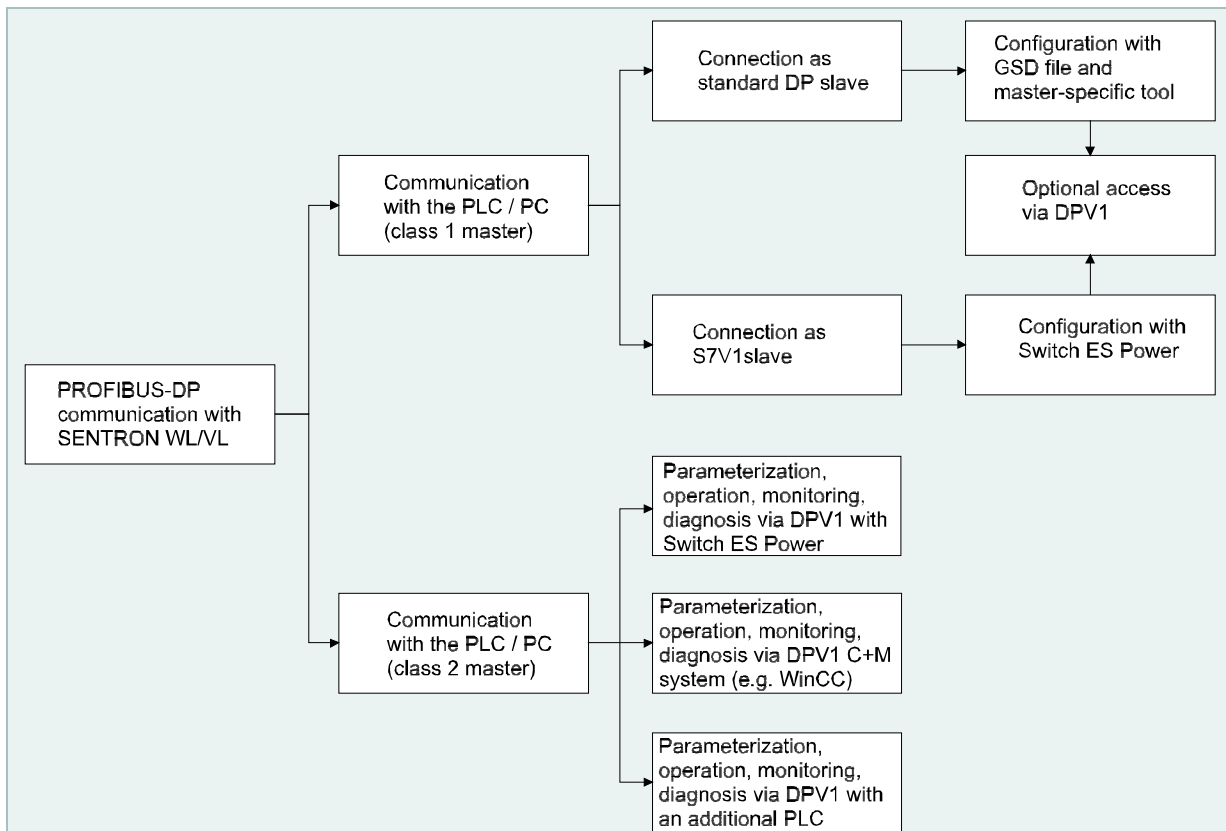 Connection as
standard DP slave
Configuration with
GSD file and
master-specific tool
Communication
with the PLC / PC
(class 1 master)
Optional access
via DPV1
Connection as
S7V1slave
Configuration with
Switch ES Power
PROFIBUS-DP
communication with
SENTRON WL/VL
Parameterization,
operation, monitoring,
diagnosis via DPV1 with
Switch ES Power
Communication
with the PLC / PC
(class 2 master)
Parameterization,
operation, monitoring,
diagnosis via DPV1 C+M
system (e.g. WinCC)
Parameterization,
operation, monitoring,
diagnosis via DPV1 with
an additional PLC